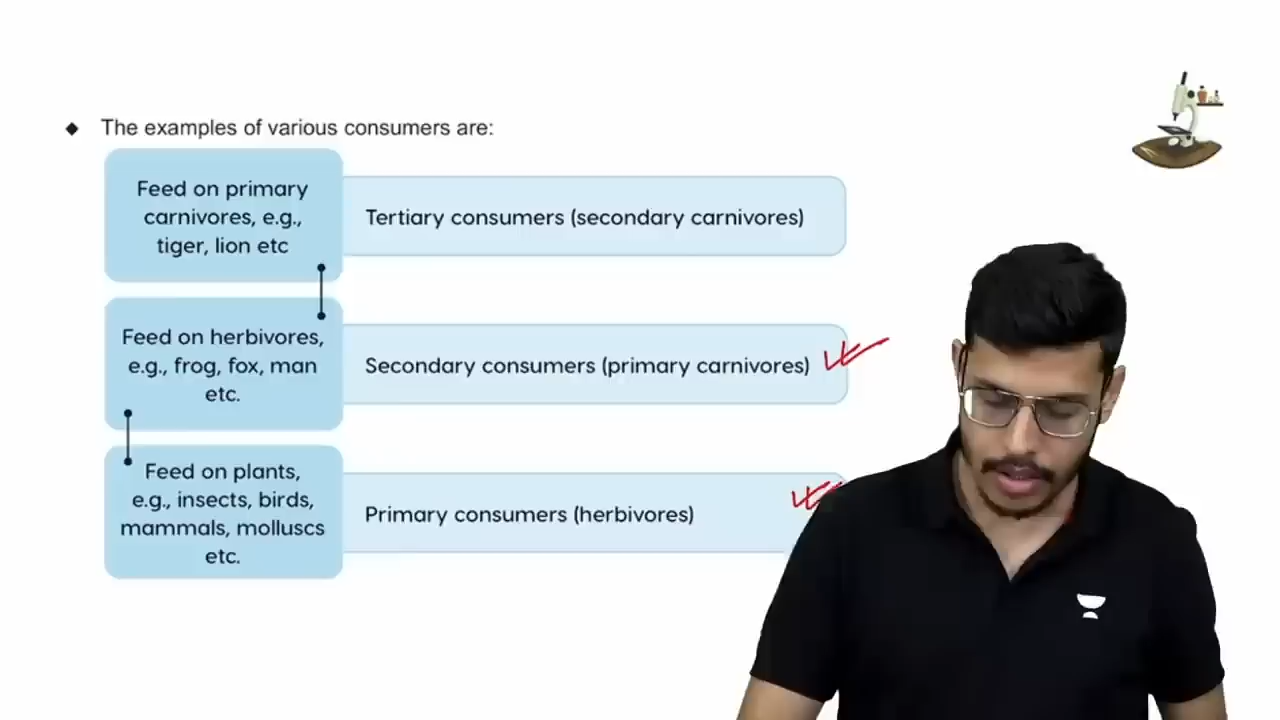 ◆ The examples of various consumers are:
Feed on primary
carnivores, e.g.,
tiger, lion etc
Tertiary consumers (secondary carnivores)
Feed on herbivores,
e.g., frog, fox, man
etc.
Secondary consumers (primary carnivores)
Feed on plants,
e.g., insects, birds,
mammals, molluscs
etc.
Primary consumers (herbivores)